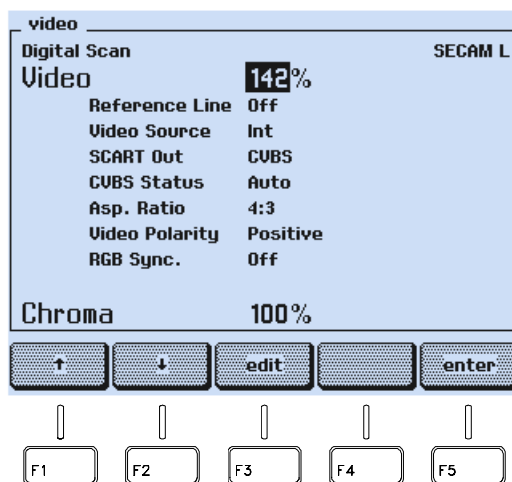 video
Digital Scan SECAM L
Video 142%
Reference Line Off
Video Source Int
SCART Out CVBS
CVBS Status Auto
Asp. Ratio 4:3
Video Polarity Positive
RGB Sync. Off
Chroma 100%
↑ ↓ edit enter
F1 F2 F3 F4 F5